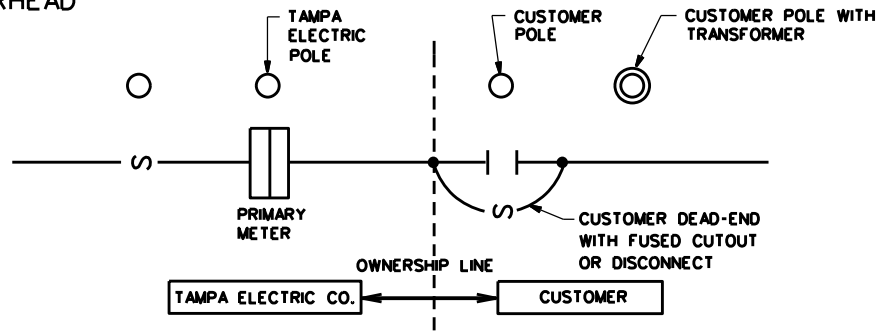 TAMPA
ELECTRIC
POLE
CUSTOMER
POLE
CUSTOMER POLE WITH
TRANSFORMER
S
PRIMARY
METER
S
CUSTOMER DEAD-END
WITH FUSED CUTOUT
OR DISCONNECT
OWNERSHIP LINE
TAMPA ELECTRIC CO.
CUSTOMER